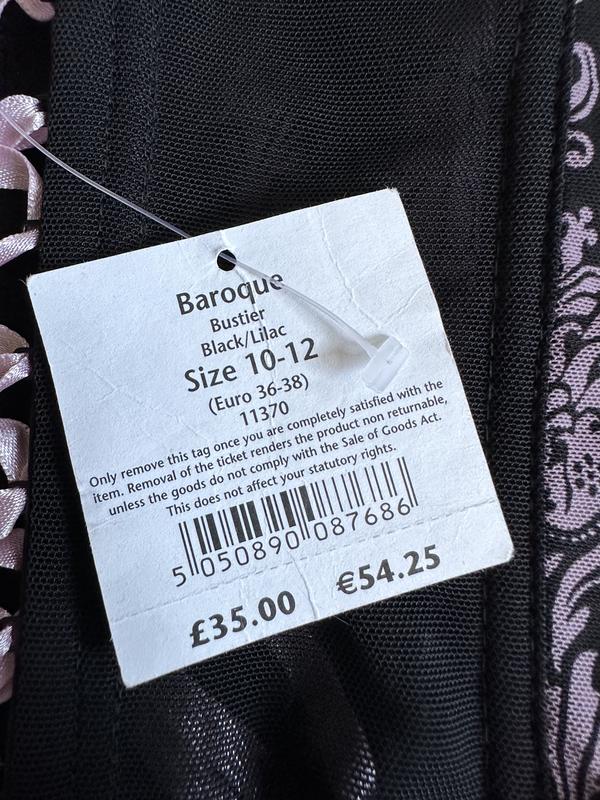 Baroque
Bustier
Black/Lilac
Size 10-12
(Euro 36-38)
11370
Only remove this tag once you are completely satisfied with the
item. Removal of the ticket renders the product non returnable,
unless the goods do not comply with the Sale of Goods Act.
This does not affect your statutory rights.
5 050890 087686
£35.00 €54.25